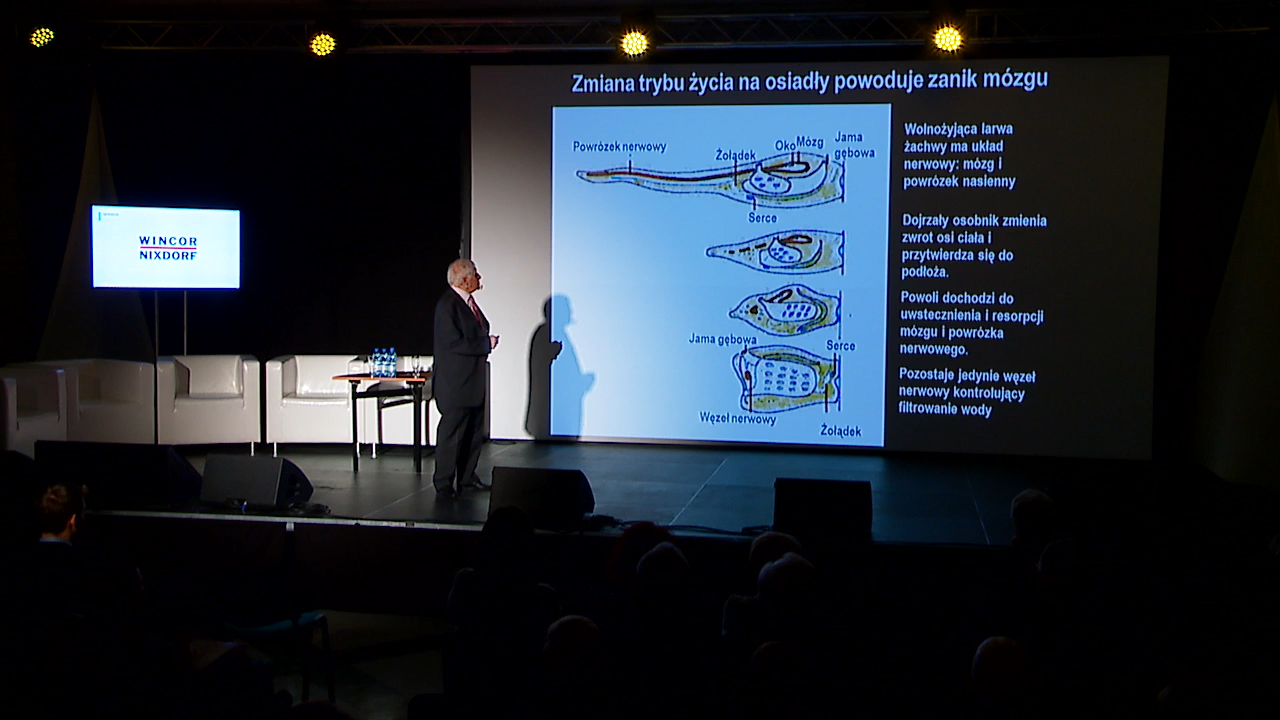 Zmiana trybu życia na osiadły powoduje zanik mózgu
Powrózek nerwowy
Żołądek
Oko
Mózg
Jama
gębowa
Serce
Jama gębowa
Serce
Węzeł nerwowy
Żołądek
Wolnożyjąca larwa
żachwy ma układ
nerwowy: mózg i
powrózek nasienny
Dojrzały osobnik zmienia
zwrot osi ciała i
przytwierdza się do
podłoża.
Powoli dochodzi do
uwstecznienia i resorpcji
mózgu i powrózka
nerwowego.
Pozostaje jedynie węzeł
nerwowy kontrolujący
filtrowanie wody
WINCOR
NIXDORF